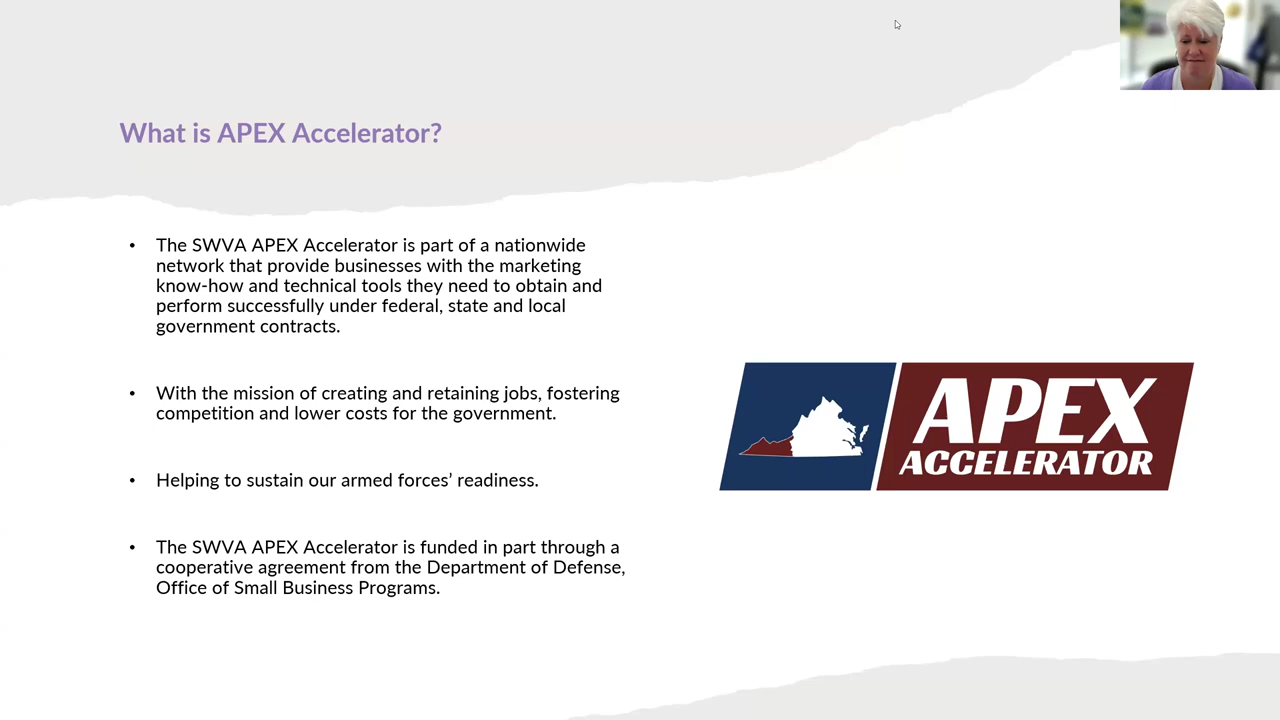 What is APEX Accelerator?
• The SWVA APEX Accelerator is part of a nationwide
network that provide businesses with the marketing
know-how and technical tools they need to obtain and
perform successfully under federal, state and local
government contracts.
• With the mission of creating and retaining jobs, fostering
competition and lower costs for the government.
• Helping to sustain our armed forces’ readiness.
• The SWVA APEX Accelerator is funded in part through a
cooperative agreement from the Department of Defense,
Office of Small Business Programs.
APEX
ACCELERATOR